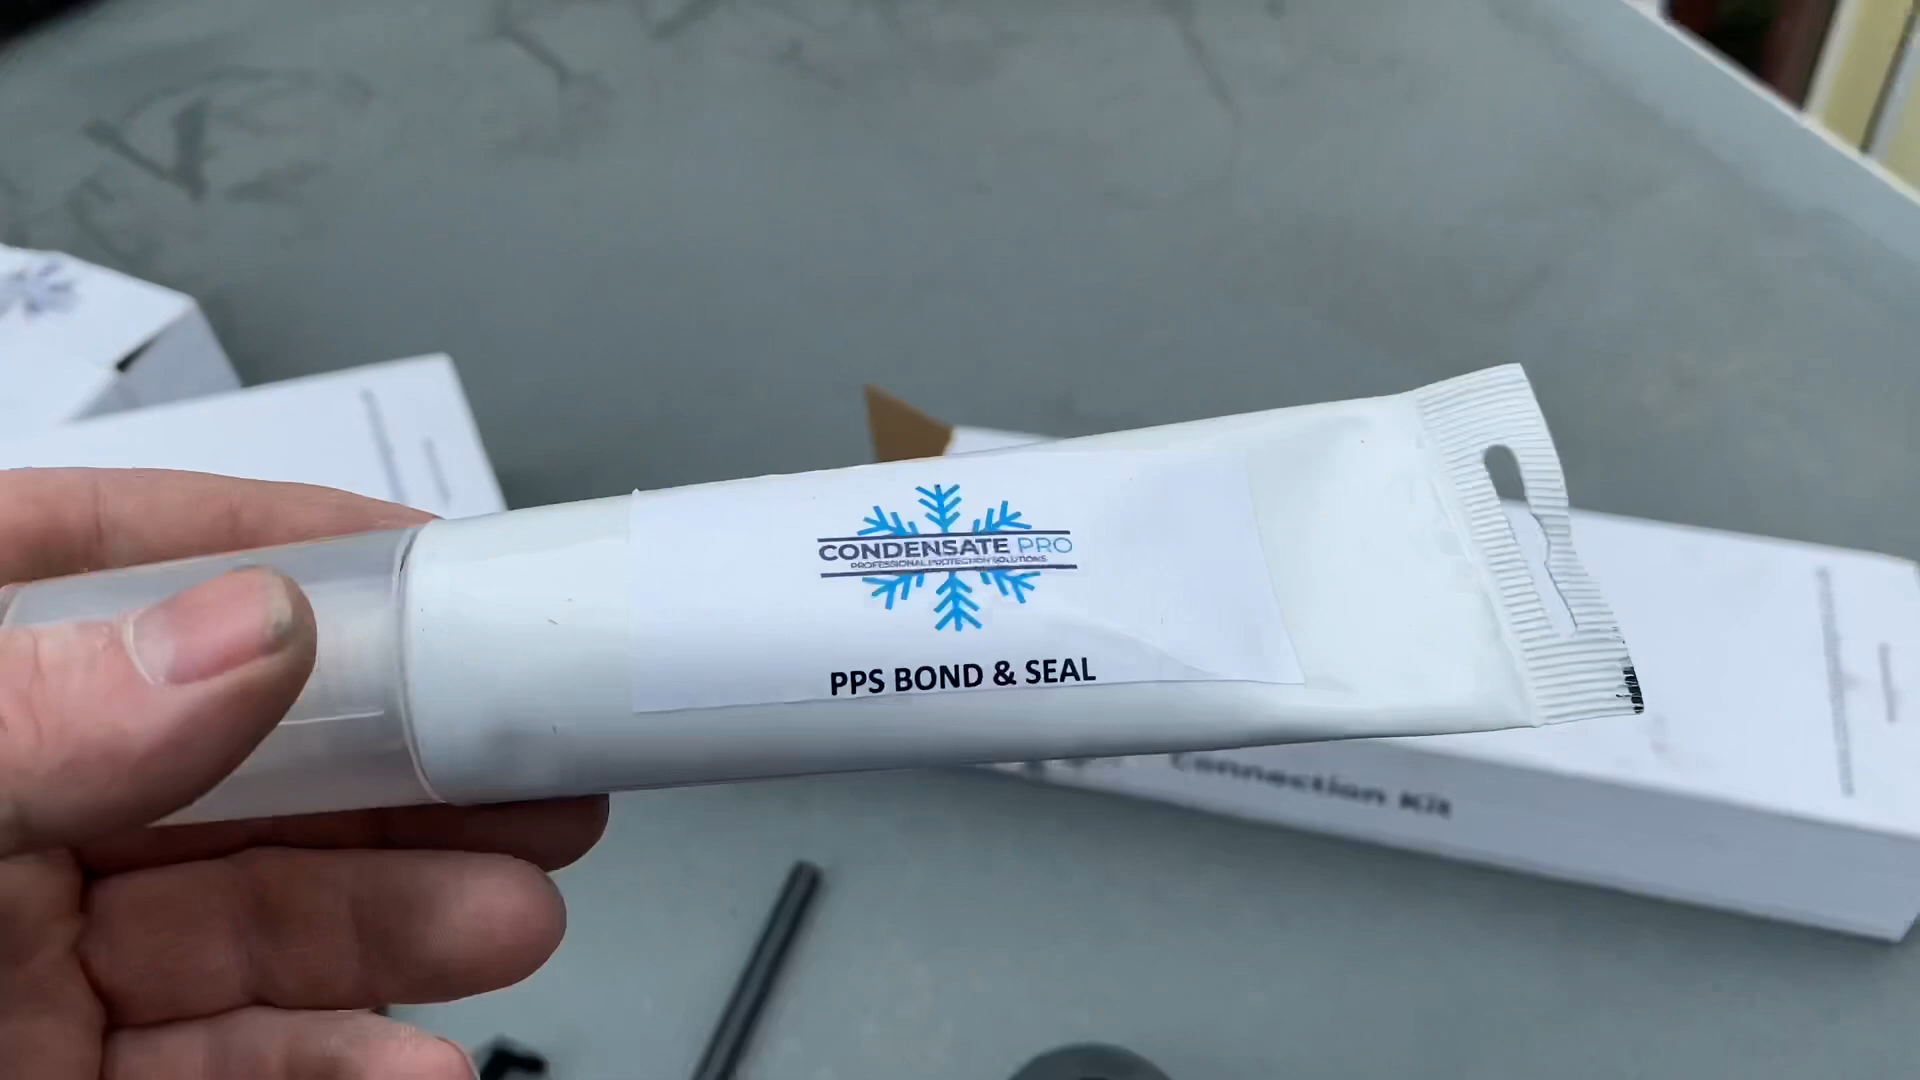 CONDENSATE PRO
PROFESSIONAL PROTECTION SOLUTIONS
PPS BOND & SEAL
Connection Kit